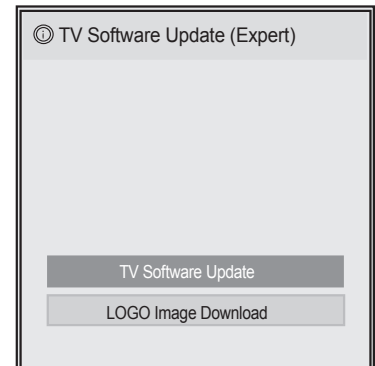 ⓘ TV Software Update (Expert)
TV Software Update
LOGO Image Download